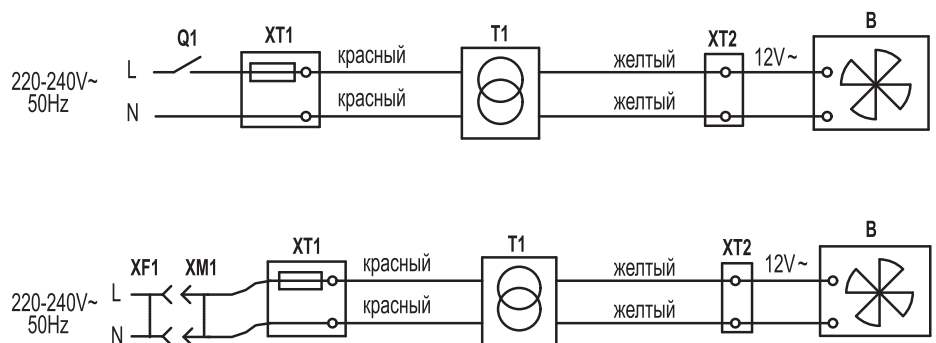 Q1 XT1 T1 XT2 B
220-240V~ 50Hz
L красный желтый 12V~
N красный желтый
XF1 XM1 XT1 T1 XT2 B
220-240V~ 50Hz
L красный желтый 12V~
N красный желтый